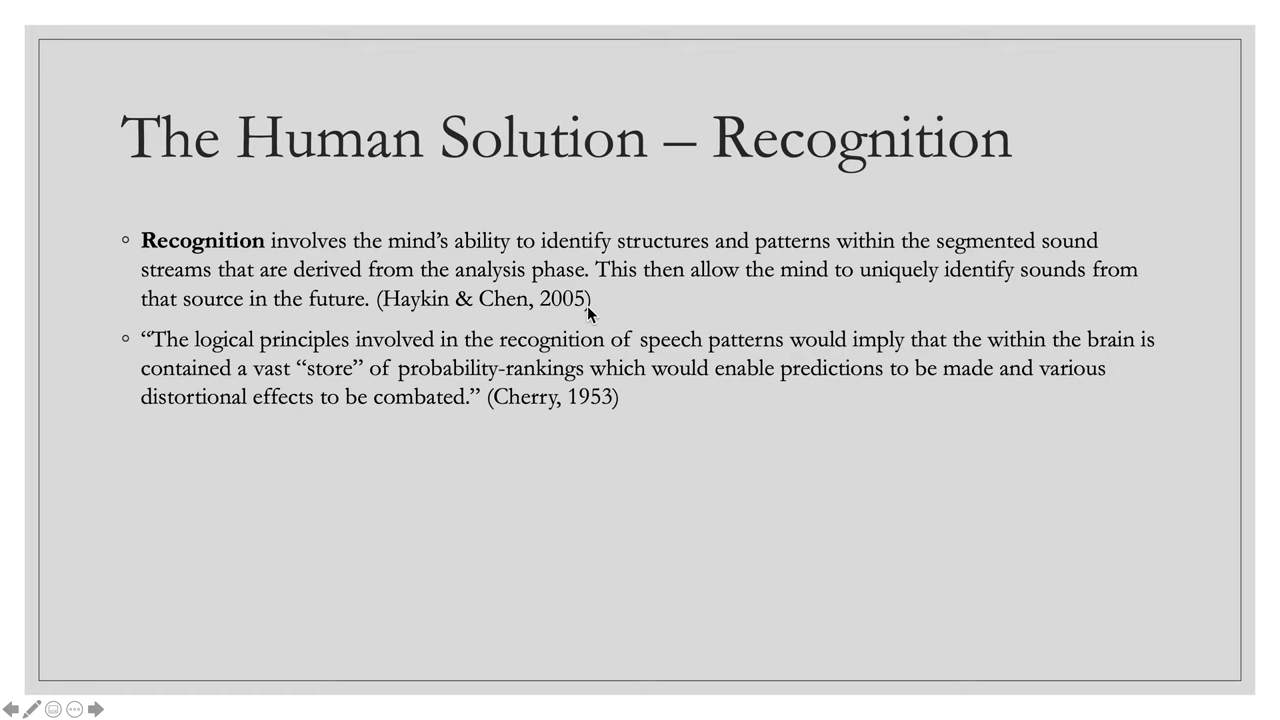 The Human Solution – Recognition
◦ Recognition involves the mind’s ability to identify structures and patterns within the segmented sound
streams that are derived from the analysis phase. This then allow the mind to uniquely identify sounds from
that source in the future. (Haykin & Chen, 2005)
◦ “The logical principles involved in the recognition of speech patterns would imply that the within the brain is
contained a vast “store” of probability-rankings which would enable predictions to be made and various
distortional effects to be combated.” (Cherry, 1953)